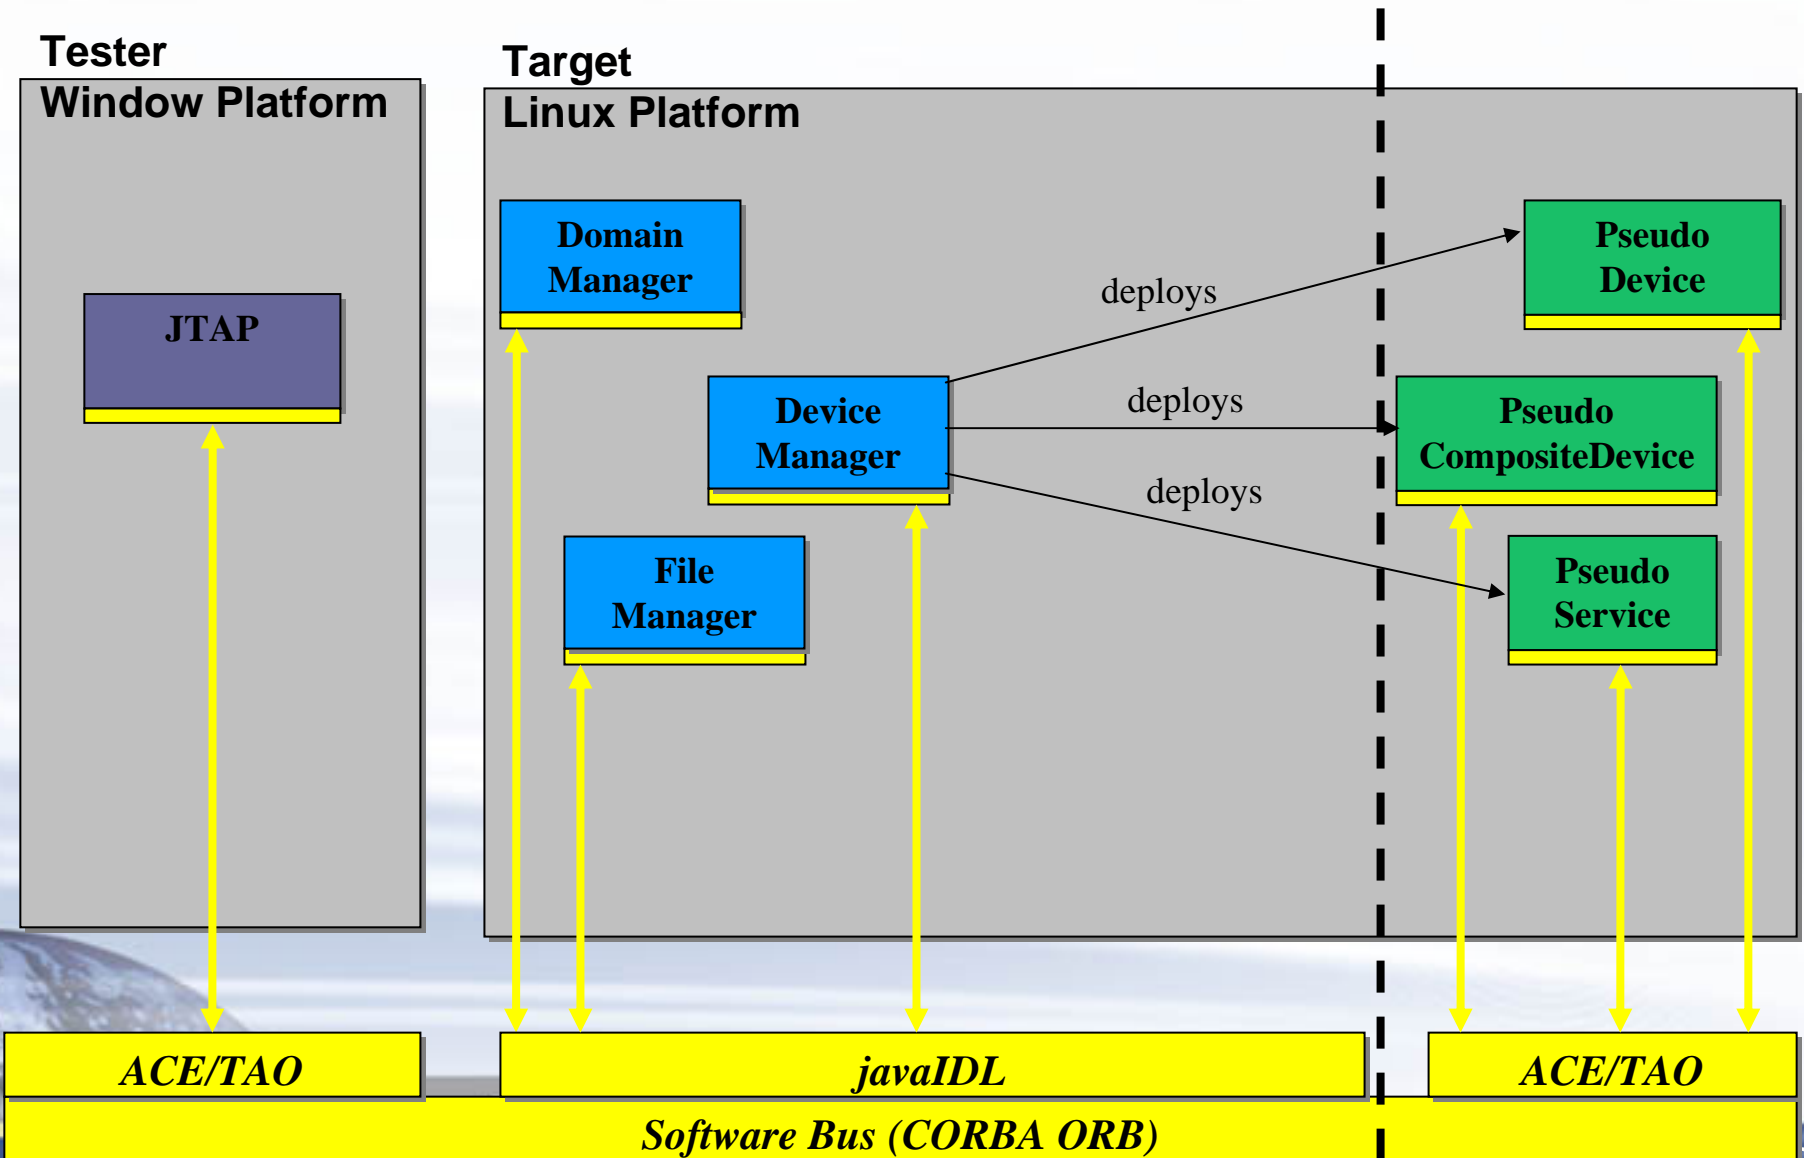 Tester
Window Platform
Target
Linux Platform
Domain
Manager
Pseudo
Device
deploys
JTAP
Device
Manager
deploys
Pseudo
CompositeDevice
deploys
File
Manager
Pseudo
Service
ACE/TAO
javaIDL
ACE/TAO
Software Bus (CORBA ORB)